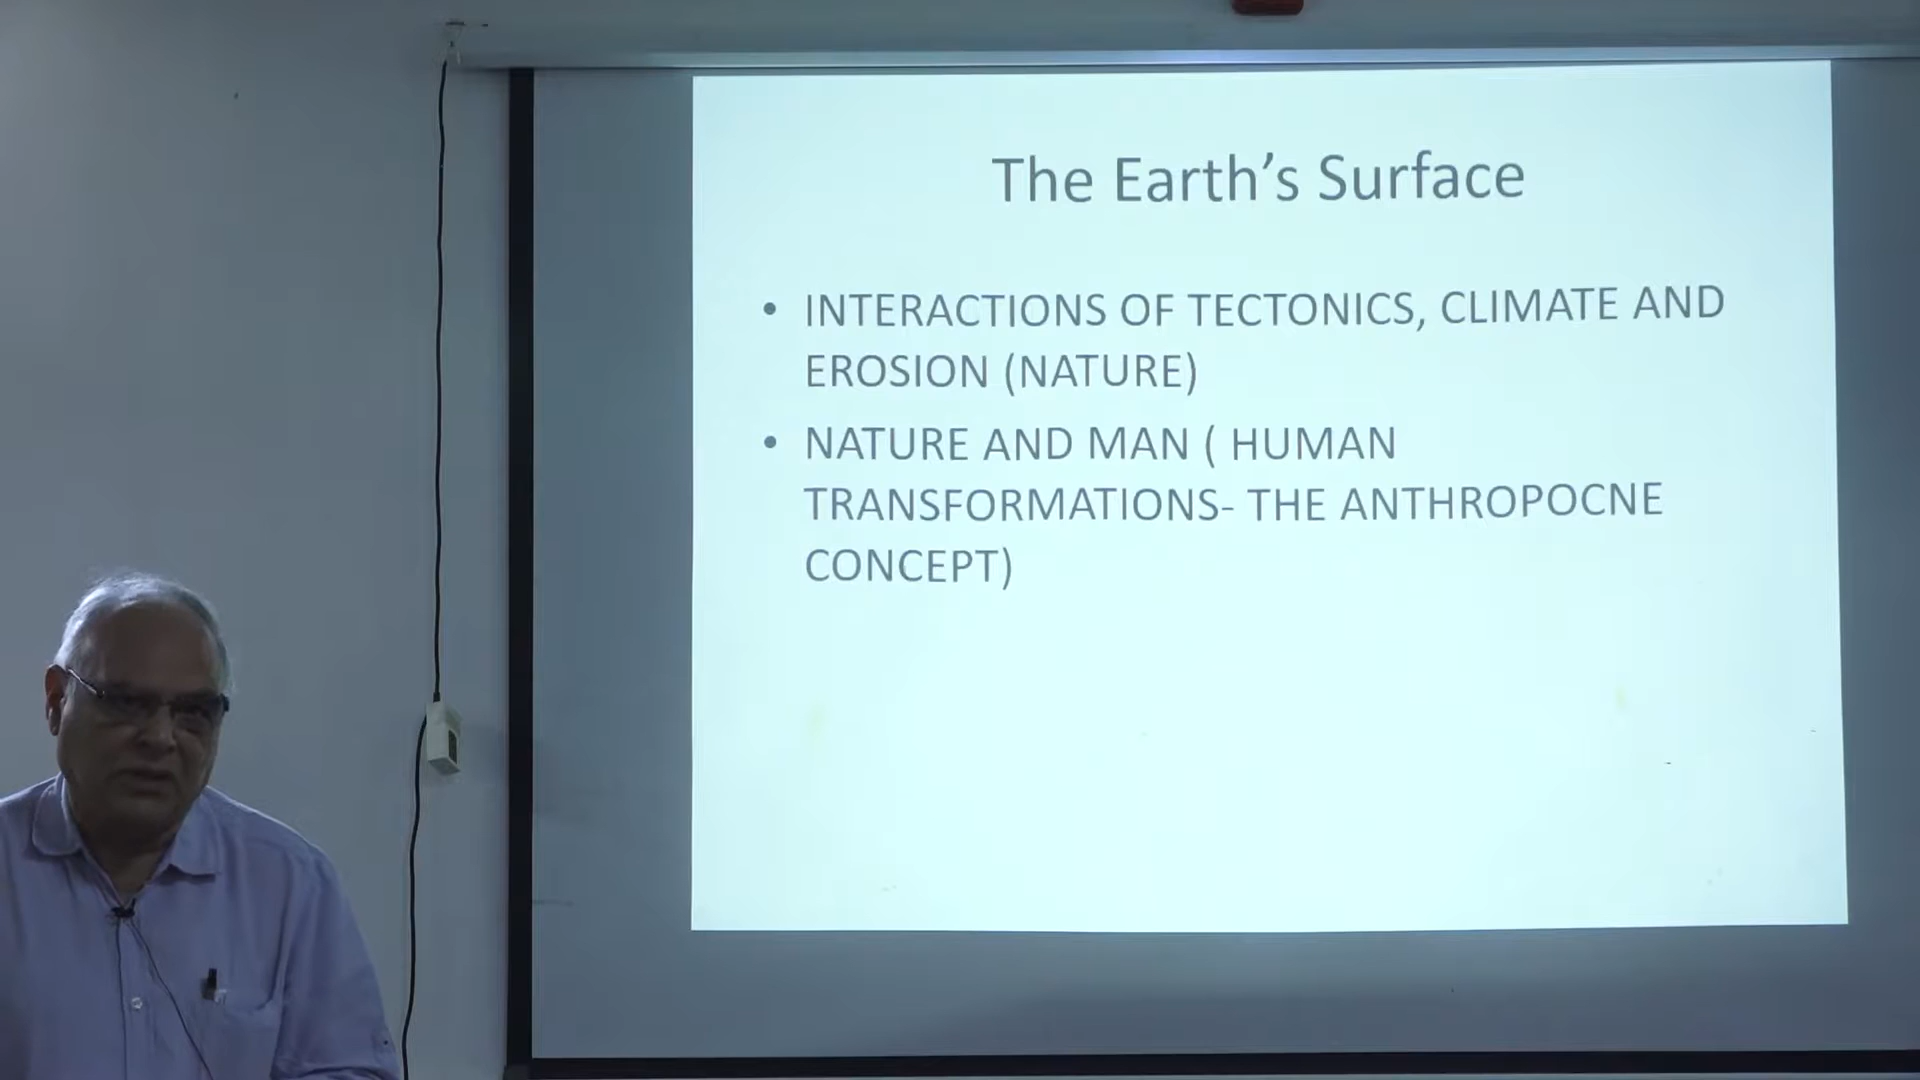 The Earth’s Surface
• INTERACTIONS OF TECTONICS, CLIMATE AND
EROSION (NATURE)
• NATURE AND MAN ( HUMAN
TRANSFORMATIONS- THE ANTHROPOCNE
CONCEPT)